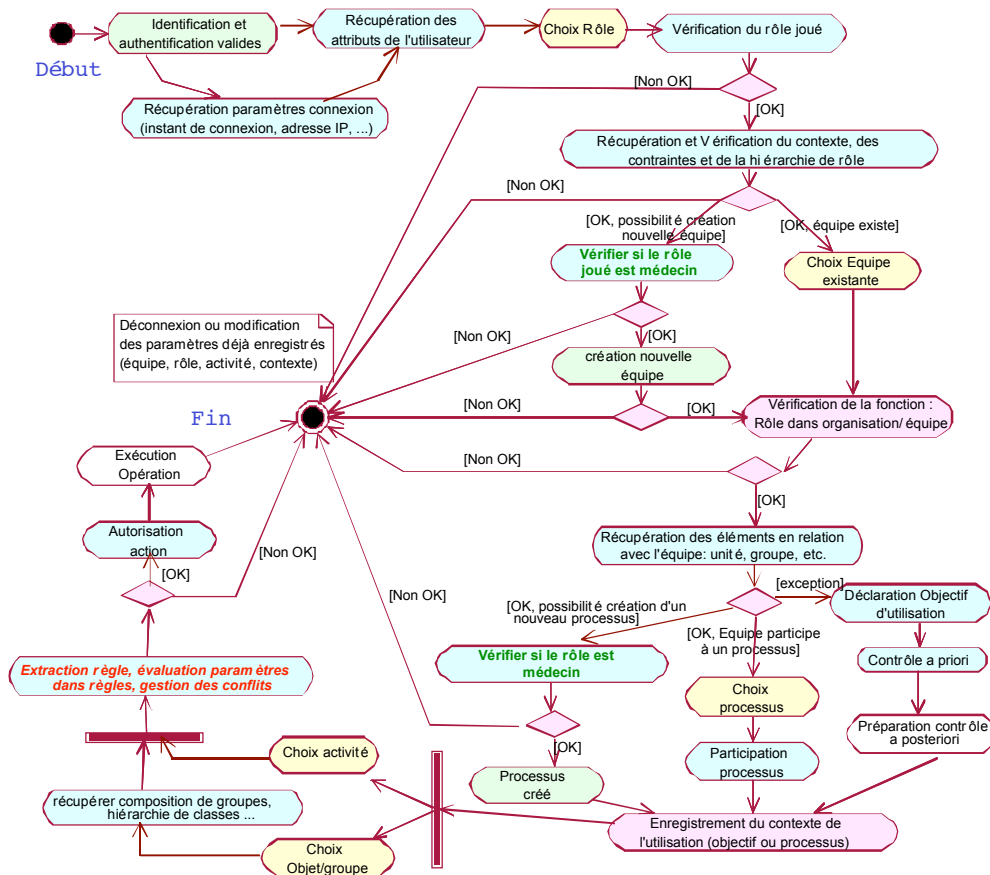 Identification et
authentification valides
Récupération des
attributs de l'utilisateur
Choix Rôle
Vérification du rôle joué
Début
Récupération paramètres connexion
(instant de connexion, adresse IP, ...)
[Non OK]
[OK]
Récupération et V érification du contexte, des
contraintes et de la hi érarchie de rôle
[Non OK]
[OK, possibilit é création
nouvelle équipe]
[OK, équipe existe]
Vérifier si le rôle
joué est médecin
Choix Equipe
existante
Déconnexion ou modification
des paramètres déjà enregistrés
(équipe, rôle, activité, contexte)
[Non OK]
[OK]
création nouvelle
équipe
Fin
[Non OK]
[OK]
Vérification de la fonction :
Rôle dans organisation/ équipe
[Non OK]
[OK]
Exécution
Opération
Autorisation
action
[OK]
[Non OK]
Récupération des éléments en relation
avec l'équipe: unité, groupe, etc.
[Non OK]
[exception]
Déclaration Objectif
d'utilisation
[OK, possibilit é création d'un
nouveau processus]
[OK, Equipe participe
à un processus]
Vérifier si le rôle est
médecin
Contrôle a priori
Extraction règle, évaluation paramètres
dans règles, gestion des conflits
Choix
processus
Préparation contrôle
a posteriori
[OK]
Choix activité
Participation
processus
Processus
créé
récupérer composition de groupes,
hiérarchie de classes ...
Enregistrement du contexte de
l'utilisation (objectif ou processus)
Choix
Objet/groupe